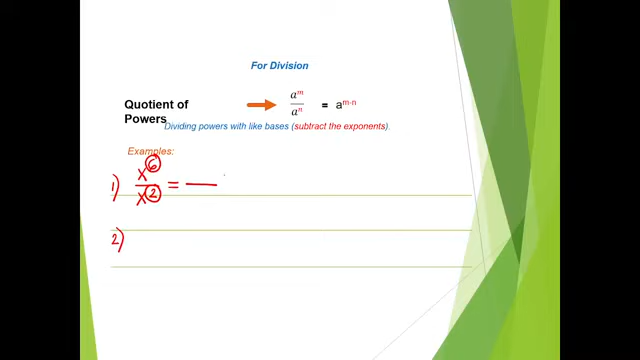 For Division
Quotient of Powers
a^m / a^n = a^m-n
Dividing powers with like bases (subtract the exponents)
Examples:
1) x^6 / x^2 = —
2)